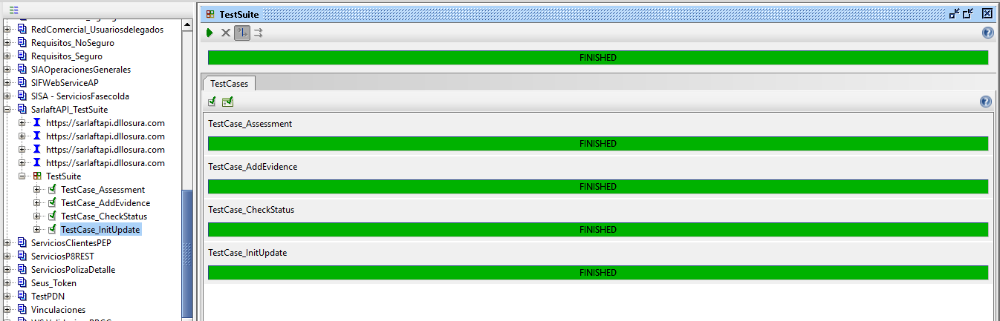 RedComercial_Usuariosdelegados
Requisitos_NoSeguro
Requisitos_Seguro
SIAOperacionesGenerales
SIFWebServiceAP
SISA - ServiciosFasecolda
SarlaftAPI_TestSuite
https://sarlaftapi.dllosura.com
https://sarlaftapi.dllosura.com
https://sarlaftapi.dllosura.com
https://sarlaftapi.dllosura.com
TestSuite
TestCase_Assessment
TestCase_AddEvidence
TestCase_CheckStatus
TestCase_InitUpdate
ServiciosClientesPEP
ServiciosP8REST
ServiciosPolizaDetalle
Seus_Token
TestPDN
Vinculaciones
TestSuite
FINISHED
TestCases
TestCase_Assessment
FINISHED
TestCase_AddEvidence
FINISHED
TestCase_CheckStatus
FINISHED
TestCase_InitUpdate
FINISHED